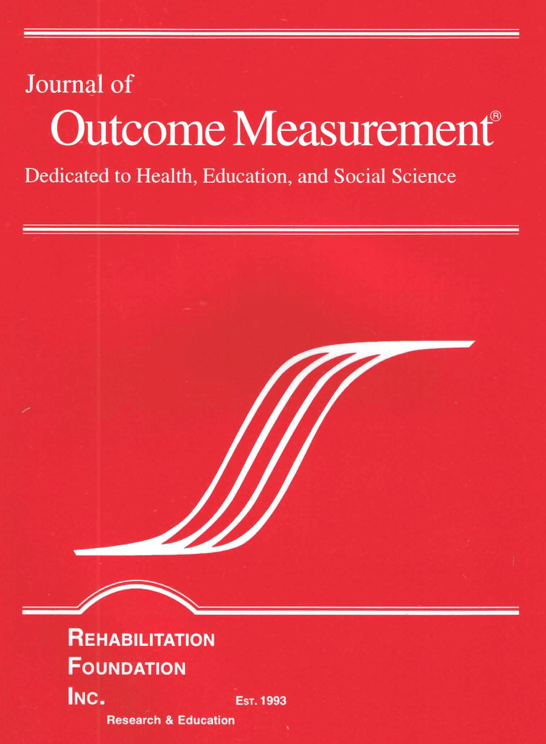 Journal of
Outcome Measurement®
Dedicated to Health, Education, and Social Science
REHABILITATION
FOUNDATION
INC.
EST. 1993
Research & Education